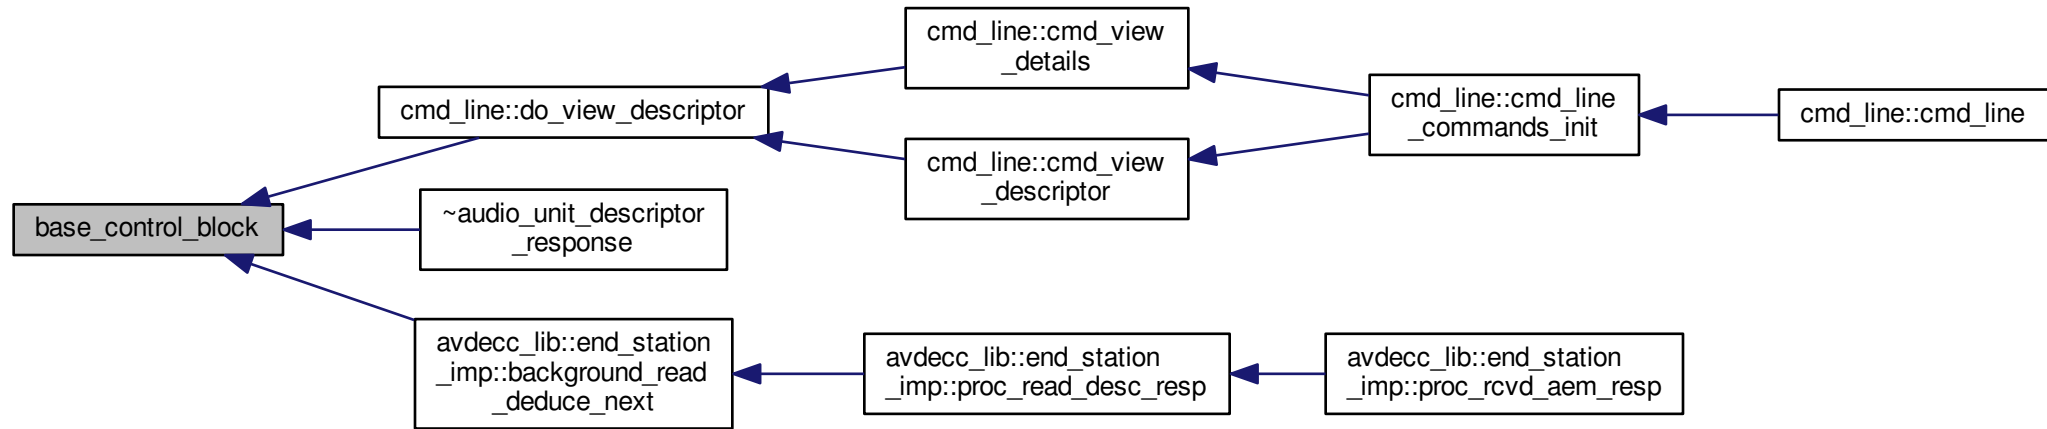 cmd_line::cmd_view
_details
cmd_line::do_view_descriptor
cmd_line::cmd_line
_commands_init
cmd_line::cmd_line
cmd_line::cmd_view
_descriptor
base_control_block
~audio_unit_descriptor
_response
avdecc_lib::end_station
_imp::background_read
_deduce_next
avdecc_lib::end_station
_imp::proc_read_desc_resp
avdecc_lib::end_station
_imp::proc_rcvd_aem_resp